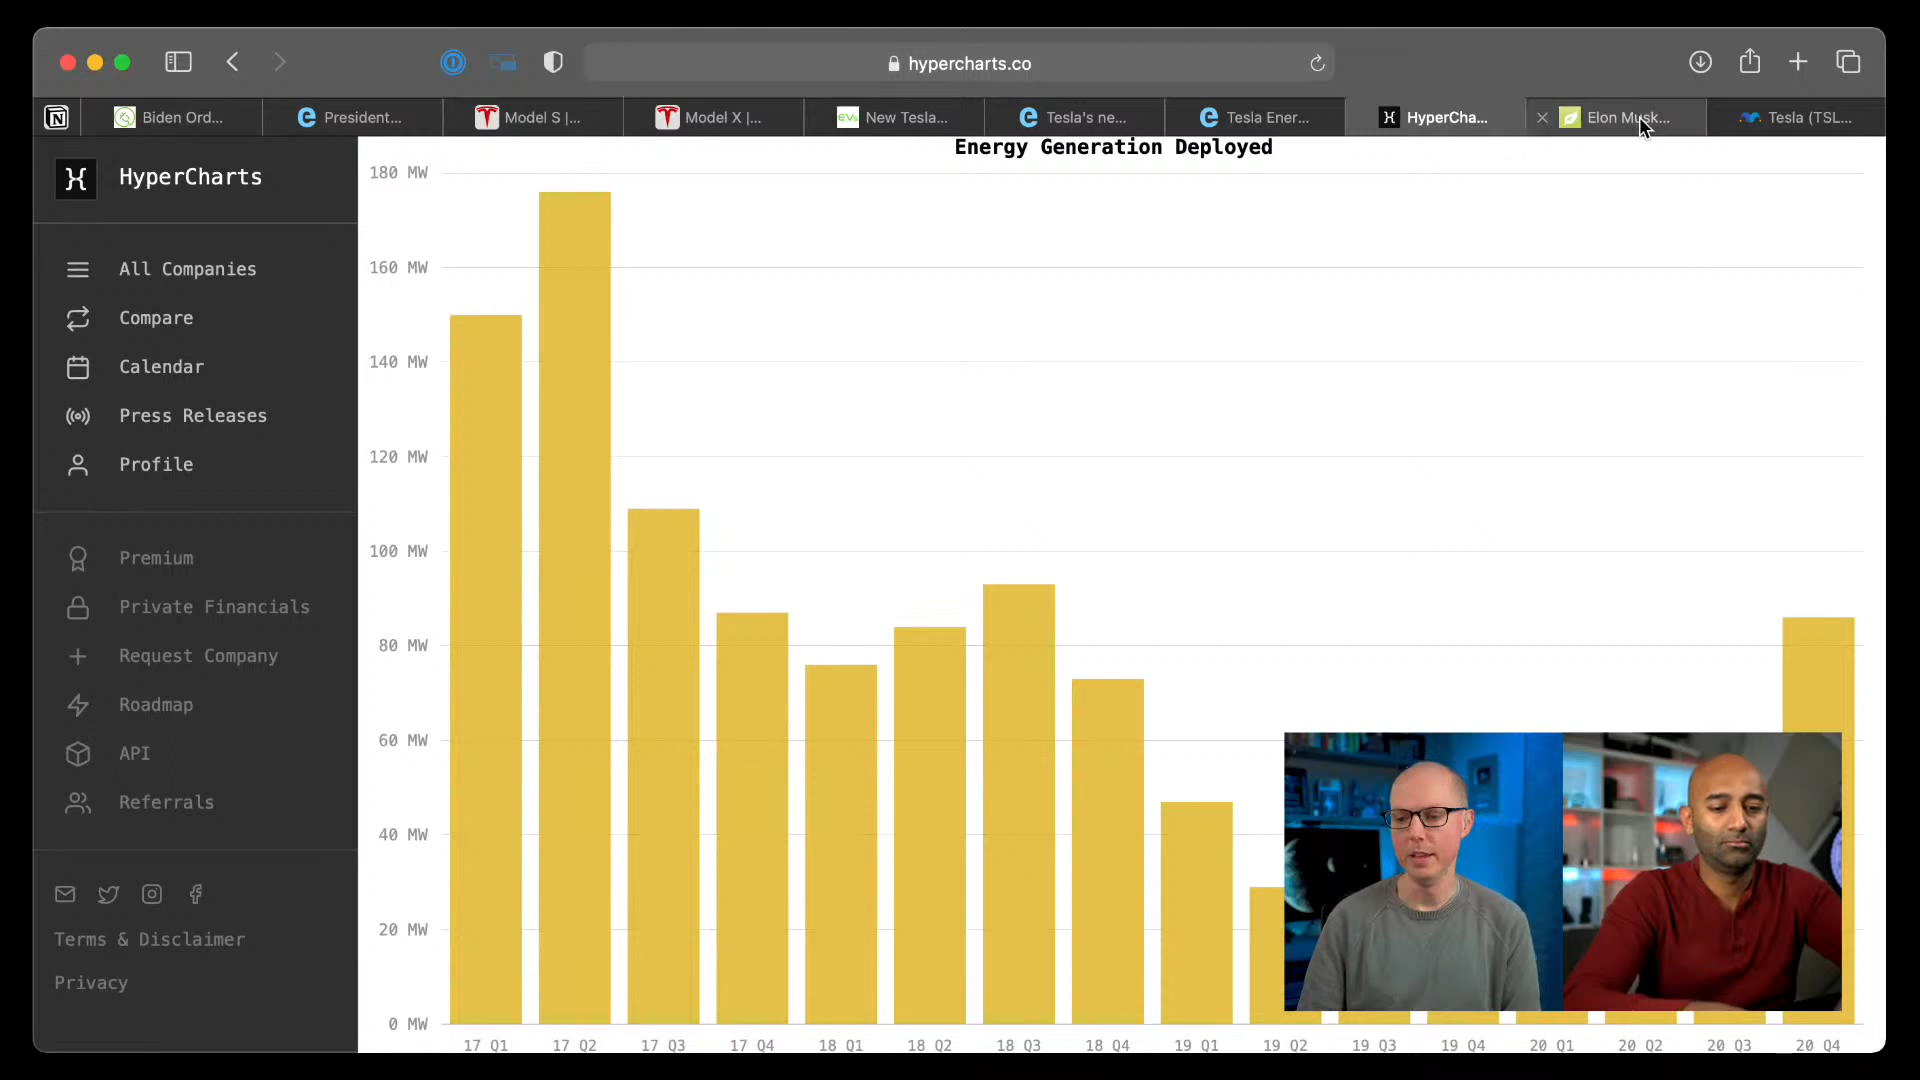 hypercharts.co
Biden Ord...
President...
Model S |...
Model X |...
New Tesla...
Tesla's ne...
Tesla Ener...
HyperCha...
Elon Musk...
Tesla (TSL...
HyperCharts
All Companies
Compare
Calendar
Press Releases
Profile
Premium
Private Financials
Request Company
Roadmap
API
Referrals
Terms & Disclaimer
Privacy
Energy Generation Deployed
180 MW
160 MW
140 MW
120 MW
100 MW
80 MW
60 MW
40 MW
20 MW
0 MW
17 Q1 17 Q2 17 Q3 17 Q4 18 Q1 18 Q2 18 Q3 18 Q4 19 Q1 19 Q2 19 Q3 19 Q4 20 Q1 20 Q2 20 Q3 20 Q4